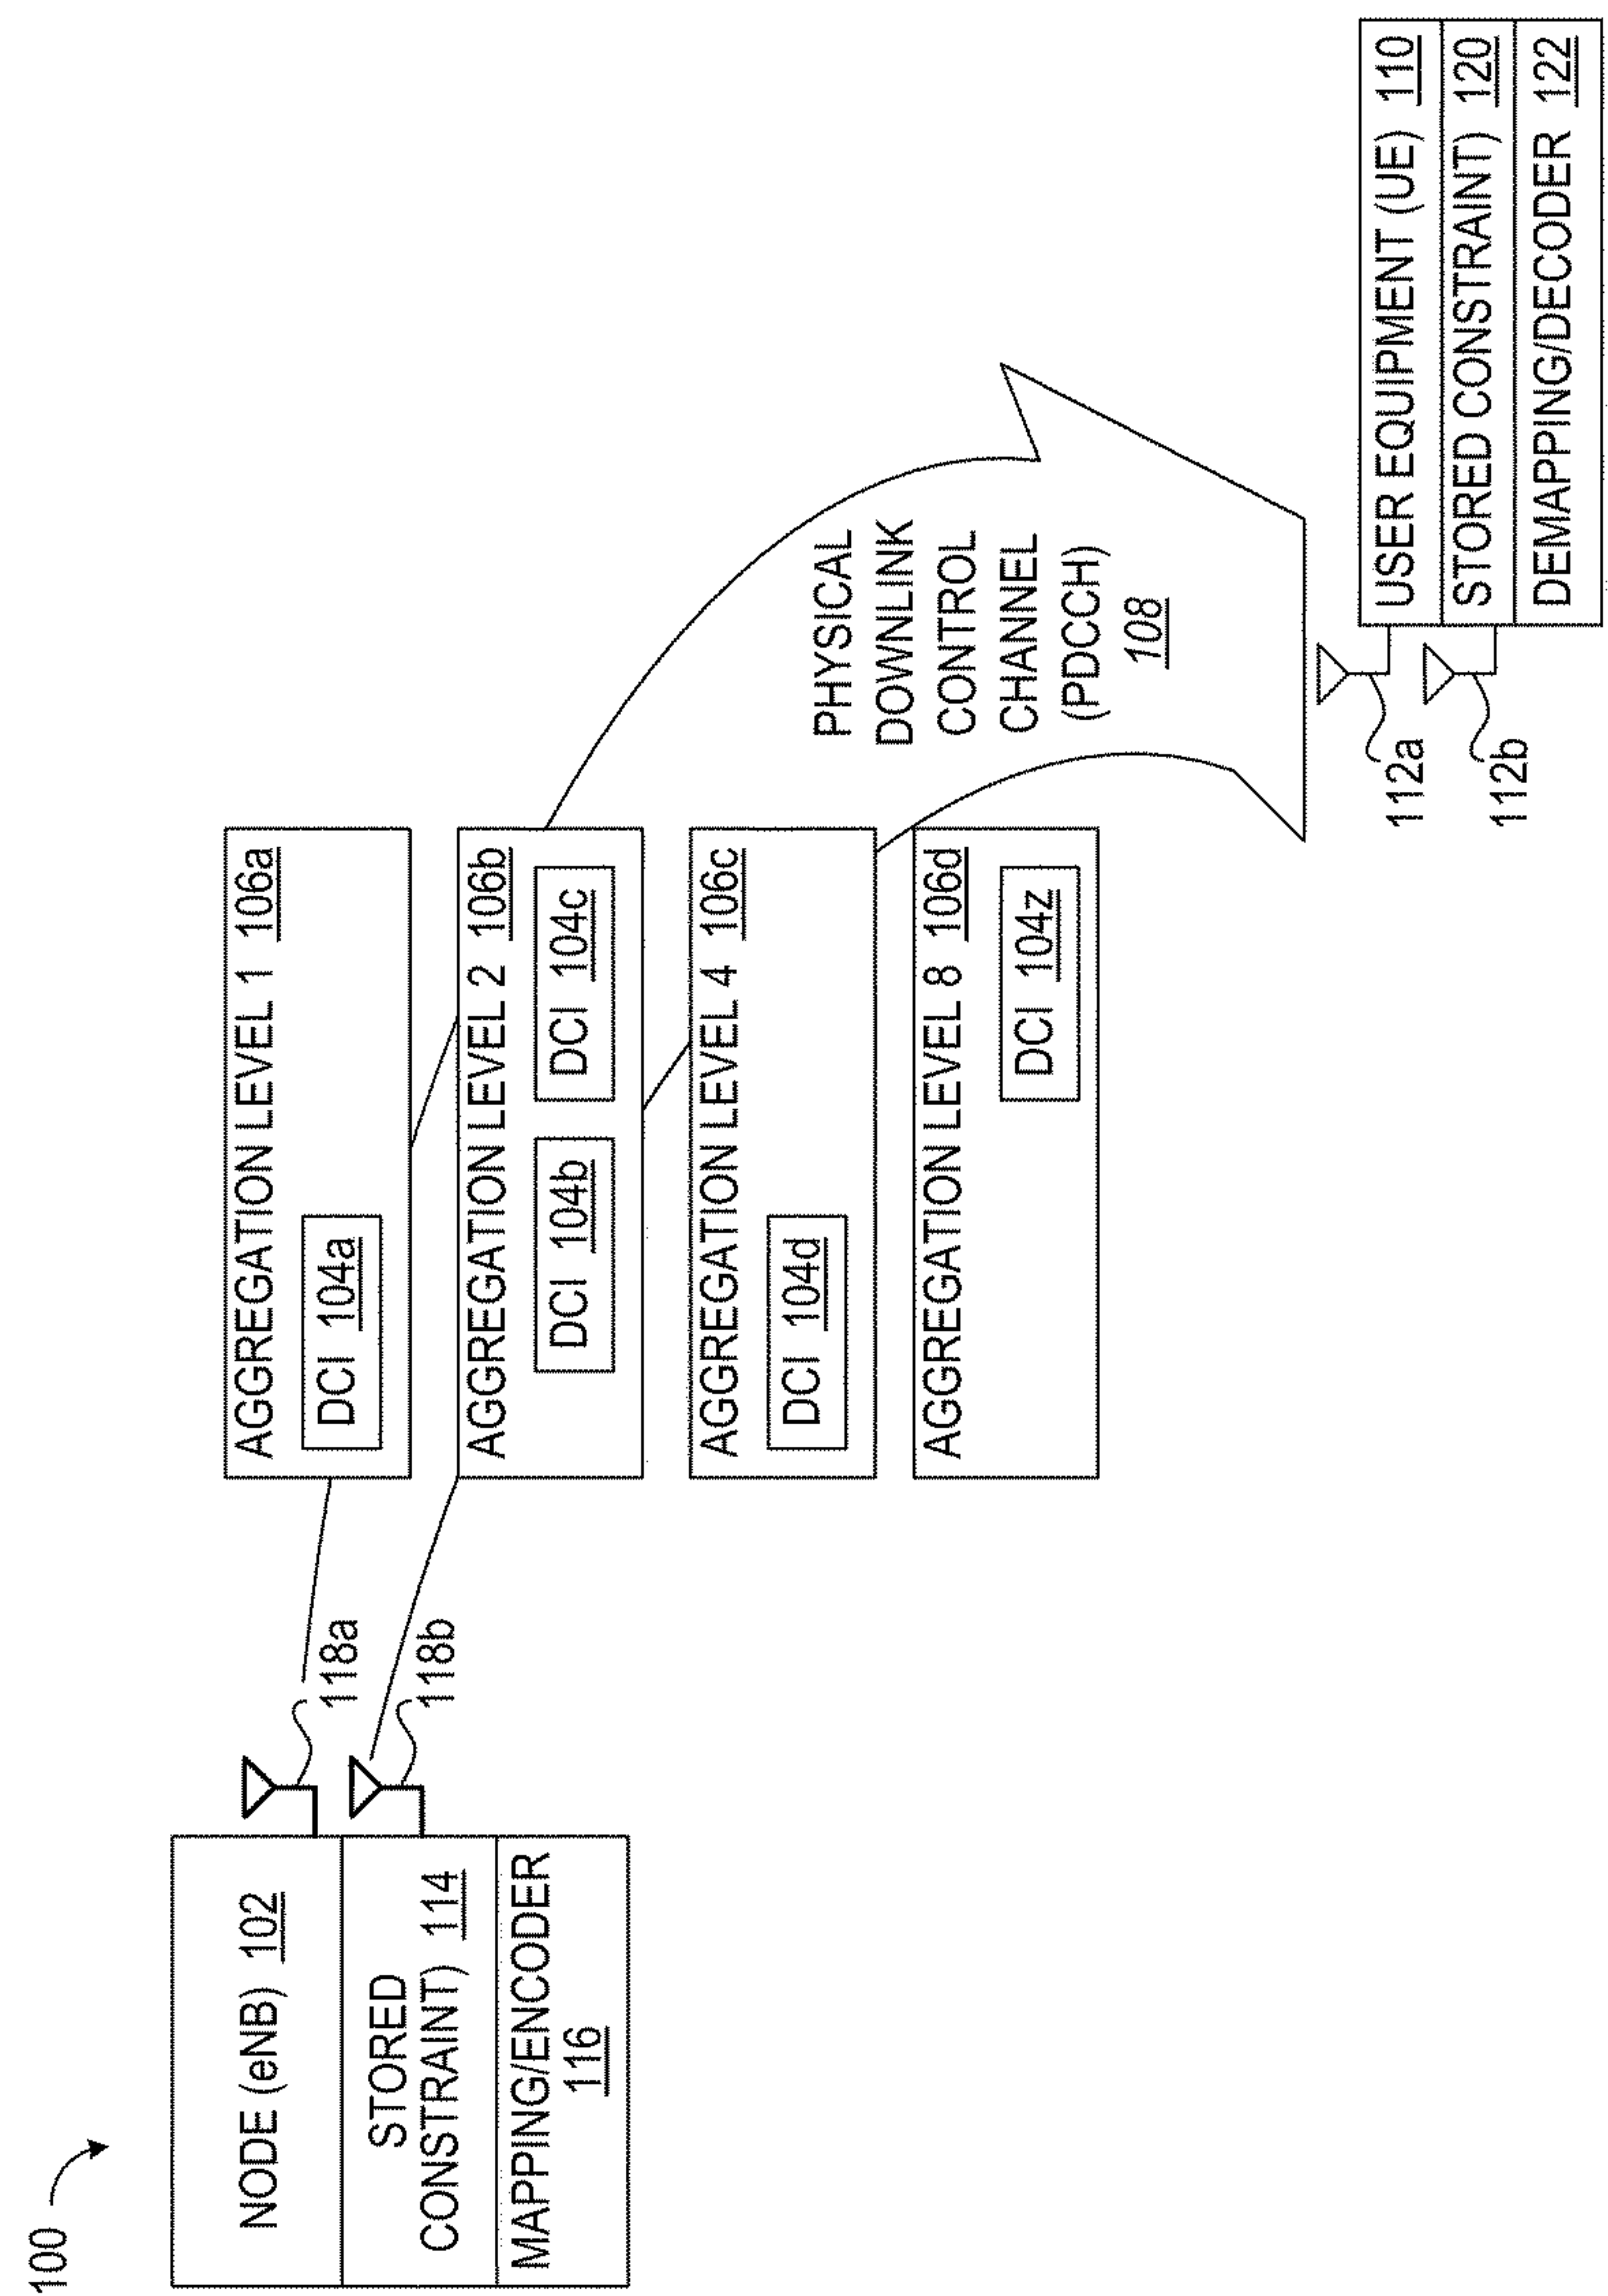 100
NODE (eNB) 102
STORED
CONSTRAINT) 114
MAPPING/ENCODER
116
118a
118b
AGGREGATION LEVEL 1 106a
DCI 104a
AGGREGATION LEVEL 2 106b
DCI 104b
DCI 104c
AGGREGATION LEVEL 4 106c
DCI 104d
AGGREGATION LEVEL 8 106d
DCI 104z
PHYSICAL
DOWNLINK
CONTROL
CHANNEL
(PDCCH)
108
112a
112b
USER EQUIPMENT (UE) 110
STORED CONSTRAINT) 120
DEMAPPING/DECODER 122